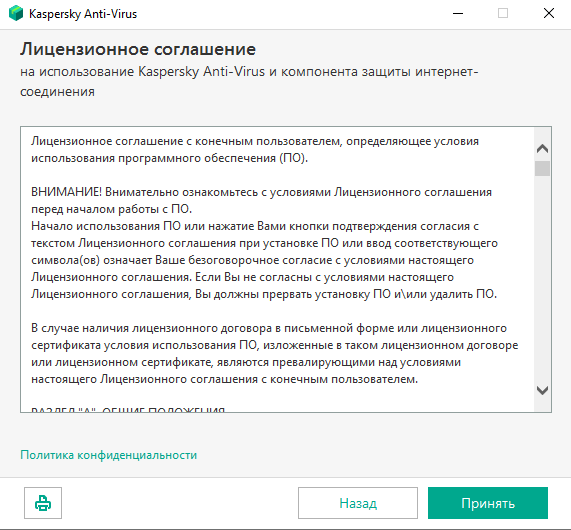 Kaspersky Anti-Virus
Лицензионное соглашение
на использование Kaspersky Anti-Virus и компонента защиты интернет-
соединения
Лицензионное соглашение с конечным пользователем, определяющее условия
использования программного обеспечения (ПО).
ВНИМАНИЕ! Внимательно ознакомьтесь с условиями Лицензионного соглашения
перед началом работы с ПО.
Начало использования ПО или нажатие Вами кнопки подтверждения согласия с
текстом Лицензионного соглашения при установке ПО или ввод соответствующего
символа(ов) означает Ваше безоговорочное согласие с условиями настоящего
Лицензионного соглашения. Если Вы не согласны с условиями настоящего
Лицензионного соглашения, Вы должны прервать установку ПО и\или удалить ПО.
В случае наличия лицензионного договора в письменной форме или лицензионного
сертификата условия использования ПО, изложенные в таком лицензионном договоре
или лицензионном сертификате, являются превалирующими над условиями
настоящего Лицензионного соглашения с конечным пользователем.
РАЗДЕЛ "А". ОБЩИЕ ПОЛОЖЕНИЯ
Политика конфиденциальности
Назад
Принять